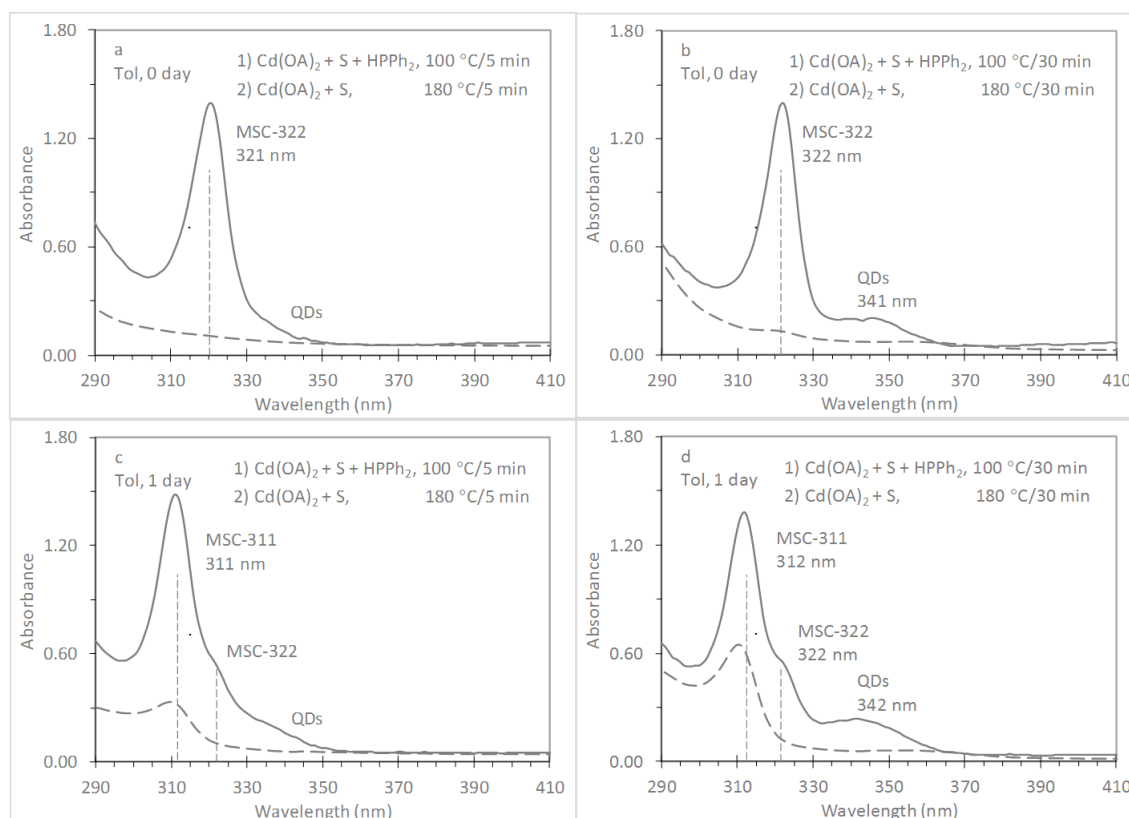 1.80
a
Tol, 0 day
1) Cd(OA)₂ + S + HPPh₂, 100 °C/5 min
2) Cd(OA)₂ + S, 180 °C/5 min
MSC-322
321 nm
1.20
Absorbance
0.60
QDs
0.00
290 310 330 350 370 390 410
Wavelength (nm)
1.80
b
Tol, 0 day
1) Cd(OA)₂ + S + HPPh₂, 100 °C/30 min
2) Cd(OA)₂ + S, 180 °C/30 min
MSC-322
322 nm
1.20
Absorbance
0.60
QDs
341 nm
0.00
290 310 330 350 370 390 410
Wavelength (nm)
1.80
c
Tol, 1 day
1) Cd(OA)₂ + S + HPPh₂, 100 °C/5 min
2) Cd(OA)₂ + S, 180 °C/5 min
MSC-311
311 nm
1.20
Absorbance
MSC-322
0.60
QDs
0.00
290 310 330 350 370 390 410
Wavelength (nm)
1.80
d
Tol, 1 day
1) Cd(OA)₂ + S + HPPh₂, 100 °C/30 min
2) Cd(OA)₂ + S, 180 °C/30 min
MSC-311
312 nm
1.20
Absorbance
MSC-322
322 nm
0.60
QDs
342 nm
0.00
290 310 330 350 370 390 410
Wavelength (nm)